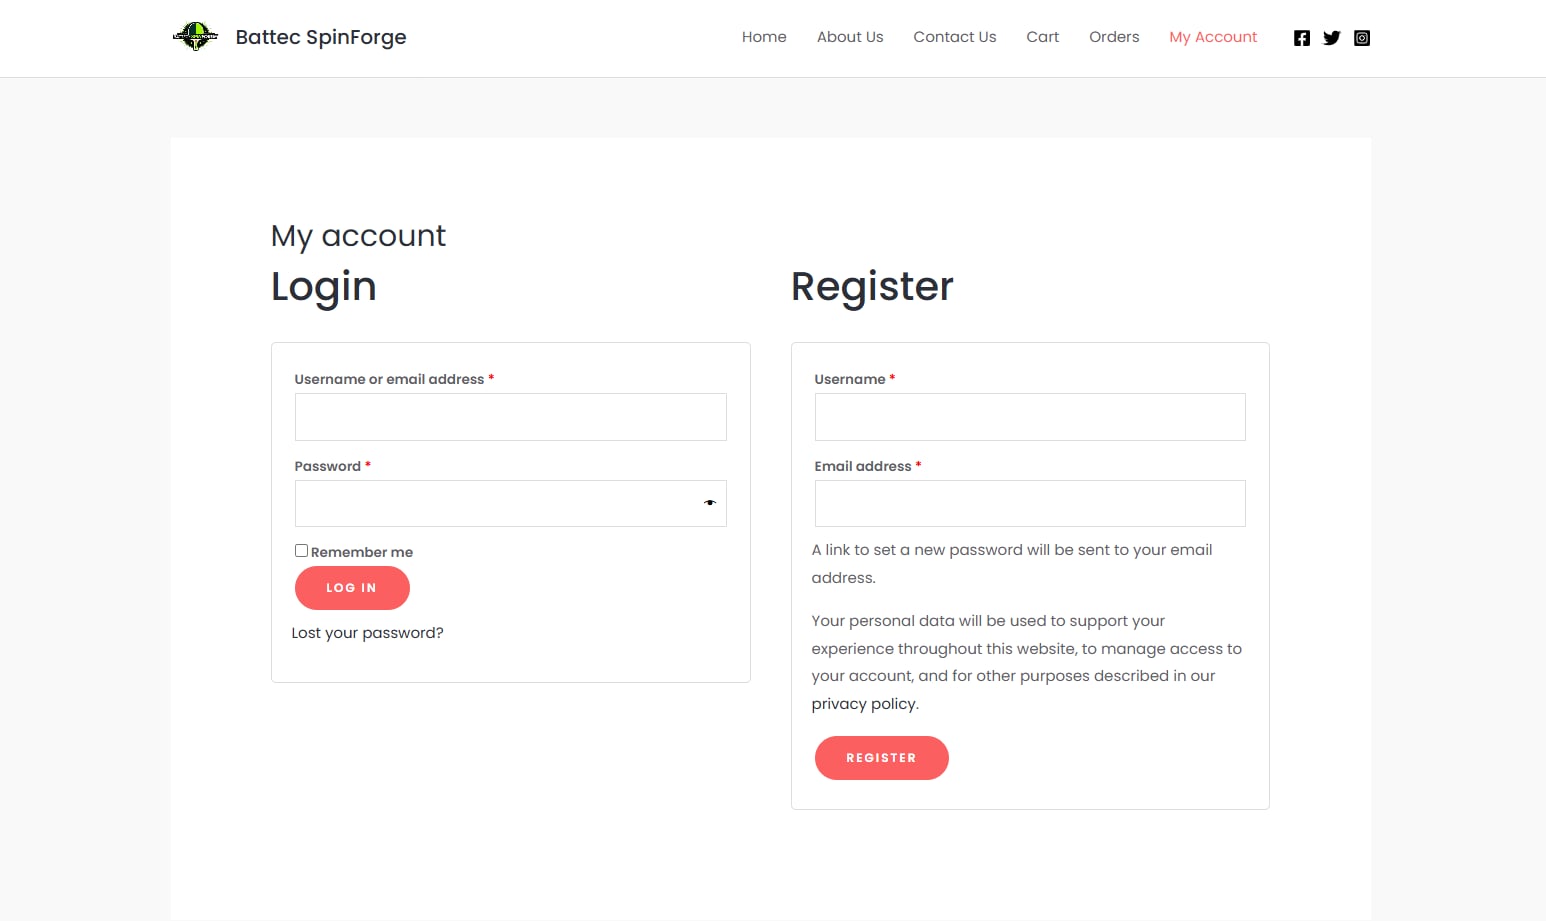 Battec SpinForge
Home About Us Contact Us Cart Orders My Account
My account
Login
Username or email address *
Password *
Remember me
LOG IN
Lost your password?
Register
Username *
Email address *
A link to set a new password will be sent to your email
address.
Your personal data will be used to support your
experience throughout this website, to manage access to
your account, and for other purposes described in our
privacy policy.
REGISTER